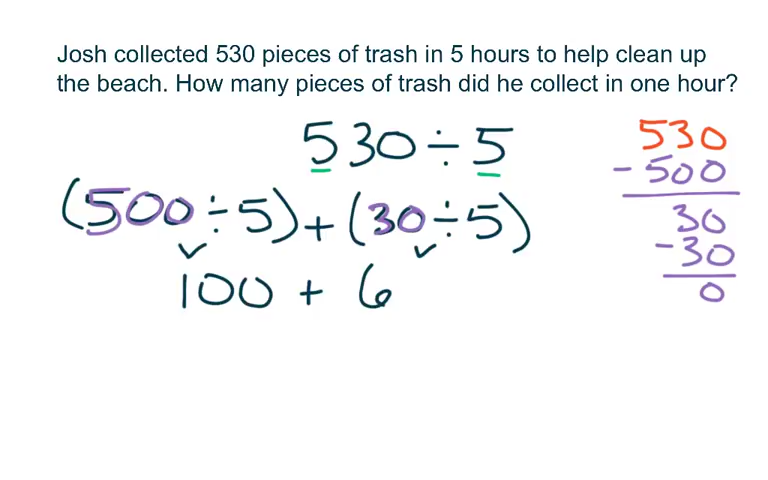 Josh collected 530 pieces of trash in 5 hours to help clean up
the beach. How many pieces of trash did he collect in one hour?
530 ÷ 5
(500 ÷ 5) + (30 ÷ 5)
100 + 6
530
- 500
30
- 30
0